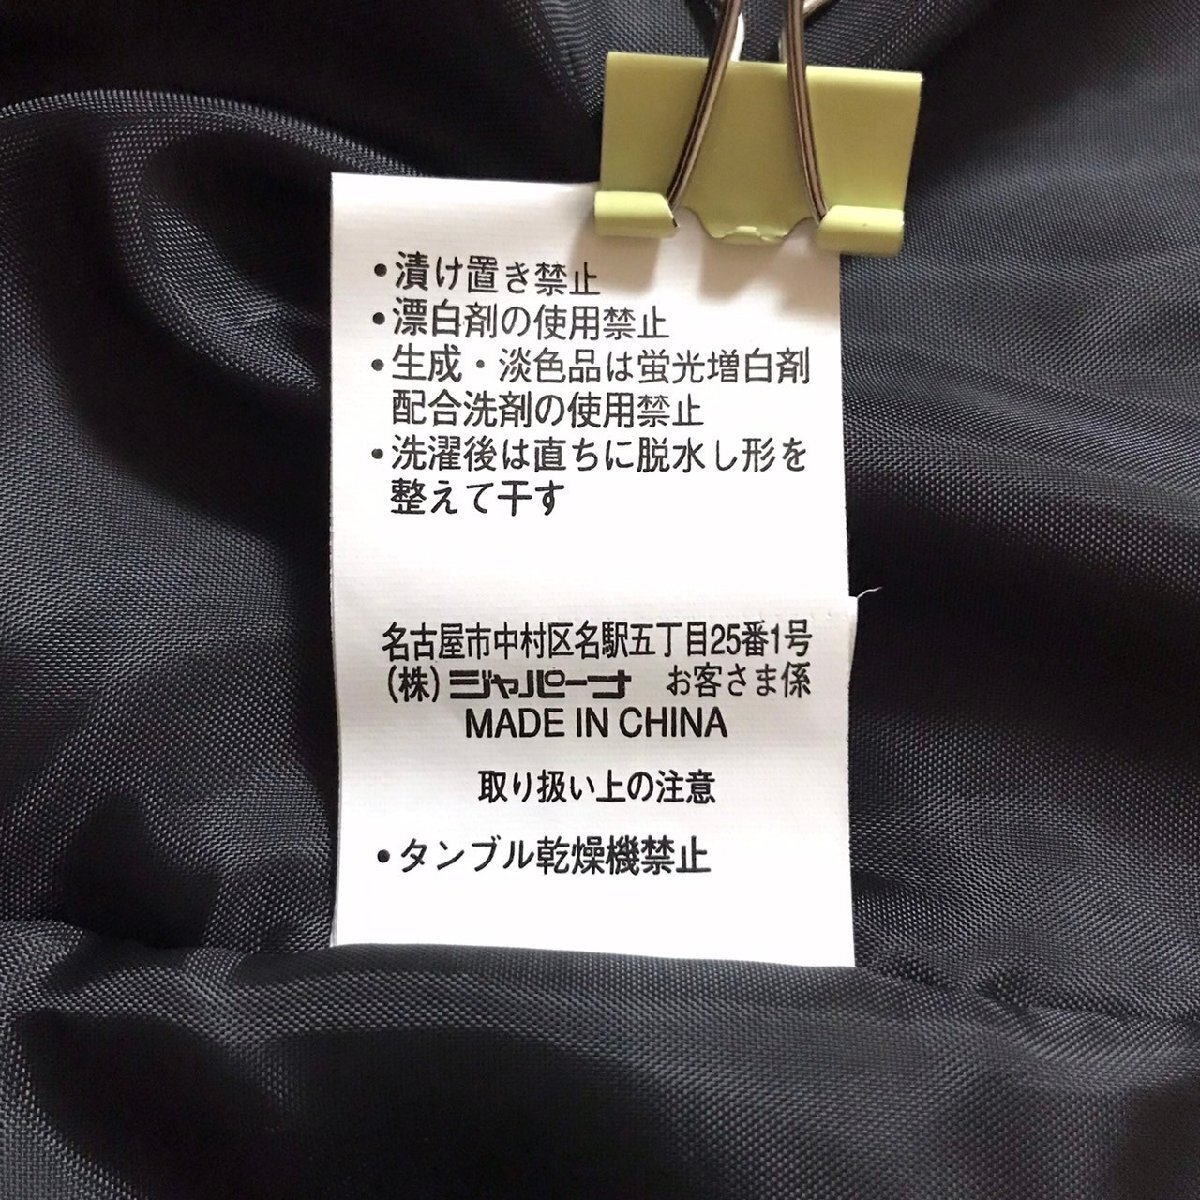 •漬け置き禁止
•漂白剤の使用禁止
•生成・淡色品は蛍光増白剤
配合洗剤の使用禁止
•洗濯後は直ちに脱水し形を
整えて干す
名古屋市中村区名駅五丁目25番1号
(株)ジャパーナ お客さま係
MADE IN CHINA
取り扱い上の注意
•タンブル乾燥機禁止